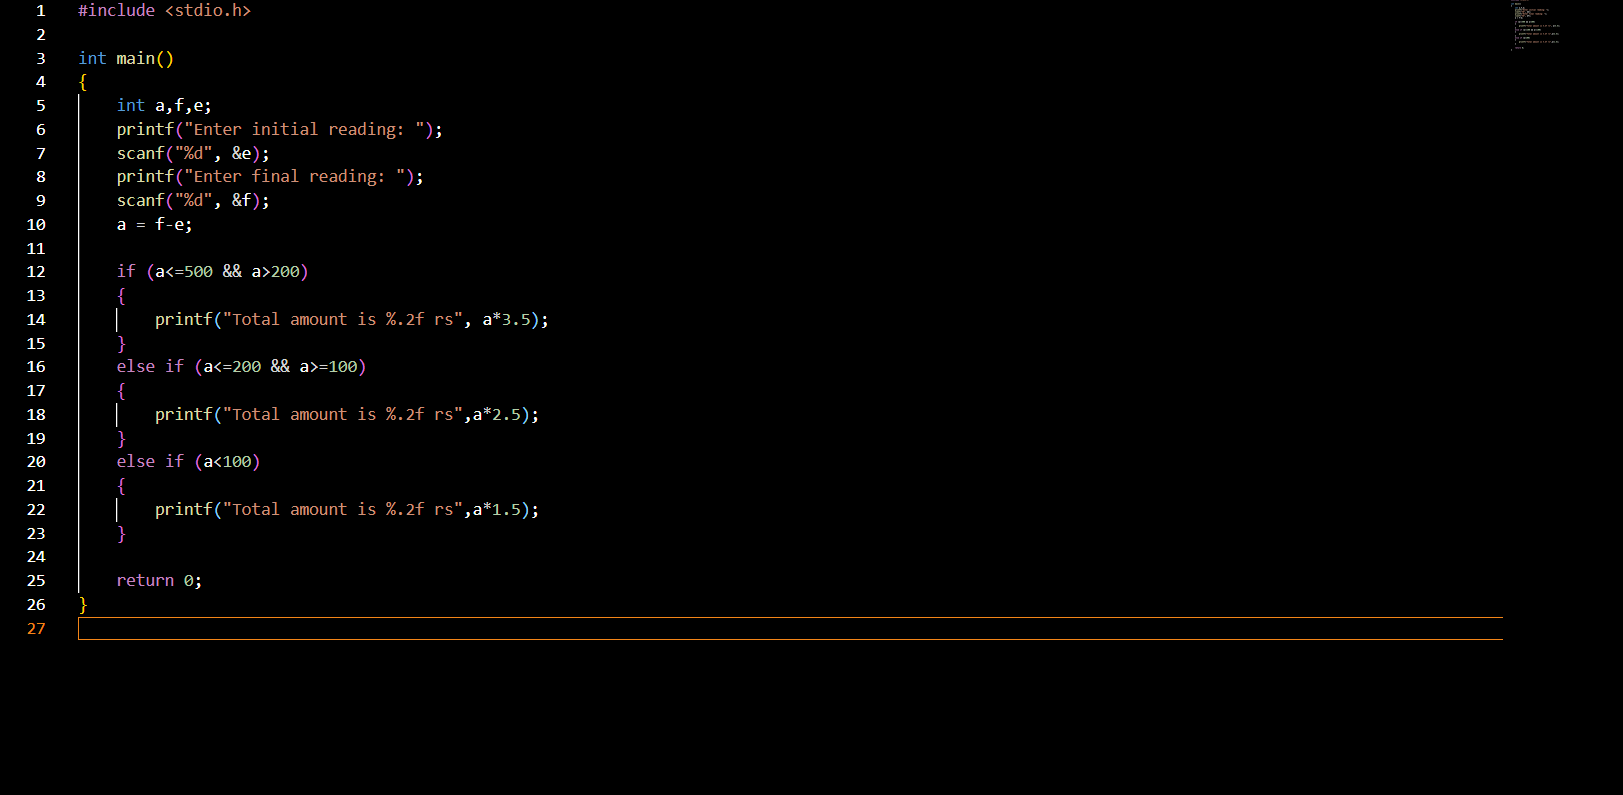 1 #include <stdio.h>
2
3 int main()
4 {
5     int a,f,e;
6     printf("Enter initial reading: ");
7     scanf("%d", &e);
8     printf("Enter final reading: ");
9     scanf("%d", &f);
10     a = f-e;
11
12     if (a<=500 && a>200)
13     {
14         printf("Total amount is %.2f rs", a*3.5);
15     }
16     else if (a<=200 && a>=100)
17     {
18         printf("Total amount is %.2f rs",a*2.5);
19     }
20     else if (a<100)
21     {
22         printf("Total amount is %.2f rs",a*1.5);
23     }
24
25     return 0;
26 }
27